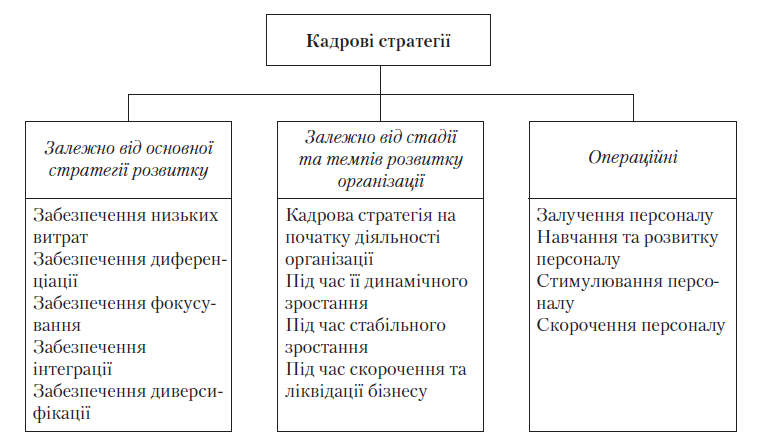 Кадрові стратегії
Залежно від основної
стратегії розвитку
Забезпечення низьких
витрат
Забезпечення диферен-
ціації
Забезпечення фокусу-
вання
Забезпечення
інтеграції
Забезпечення диверси-
фікації
Залежно від стадії
та темпів розвитку
організації
Кадрова стратегія на
початку діяльності
організації
Під час її динамічного
зростання
Під час стабільного
зростання
Під час скорочення та
ліквідації бізнесу
Операційні
Залучення персоналу
Навчання та розвитку
персоналу
Стимулювання персо-
налу
Скорочення персоналу